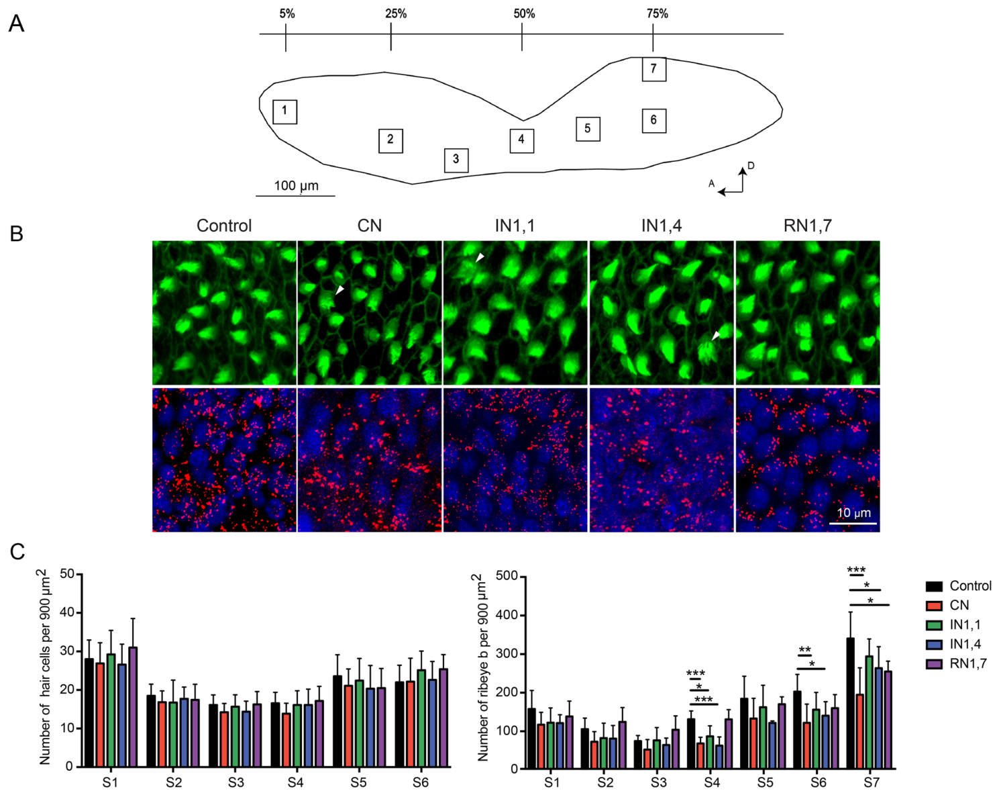 A
5% 25% 50% 75%
1 2 3 4 5 6 7
100 µm
A D
B
Control CN IN1,1 IN1,4 RN1,7
10 µm
C
Number of hair cells per 900 µm2
50
40
30
20
10
0
S1 S2 S3 S4 S5 S6
Number of ribeye b per 900 µm2
500
400
300
200
100
0
*** * ***
** *
*** * *
S1 S2 S3 S4 S5 S6 S7
Control
CN
IN1,1
IN1,4
RN1,7